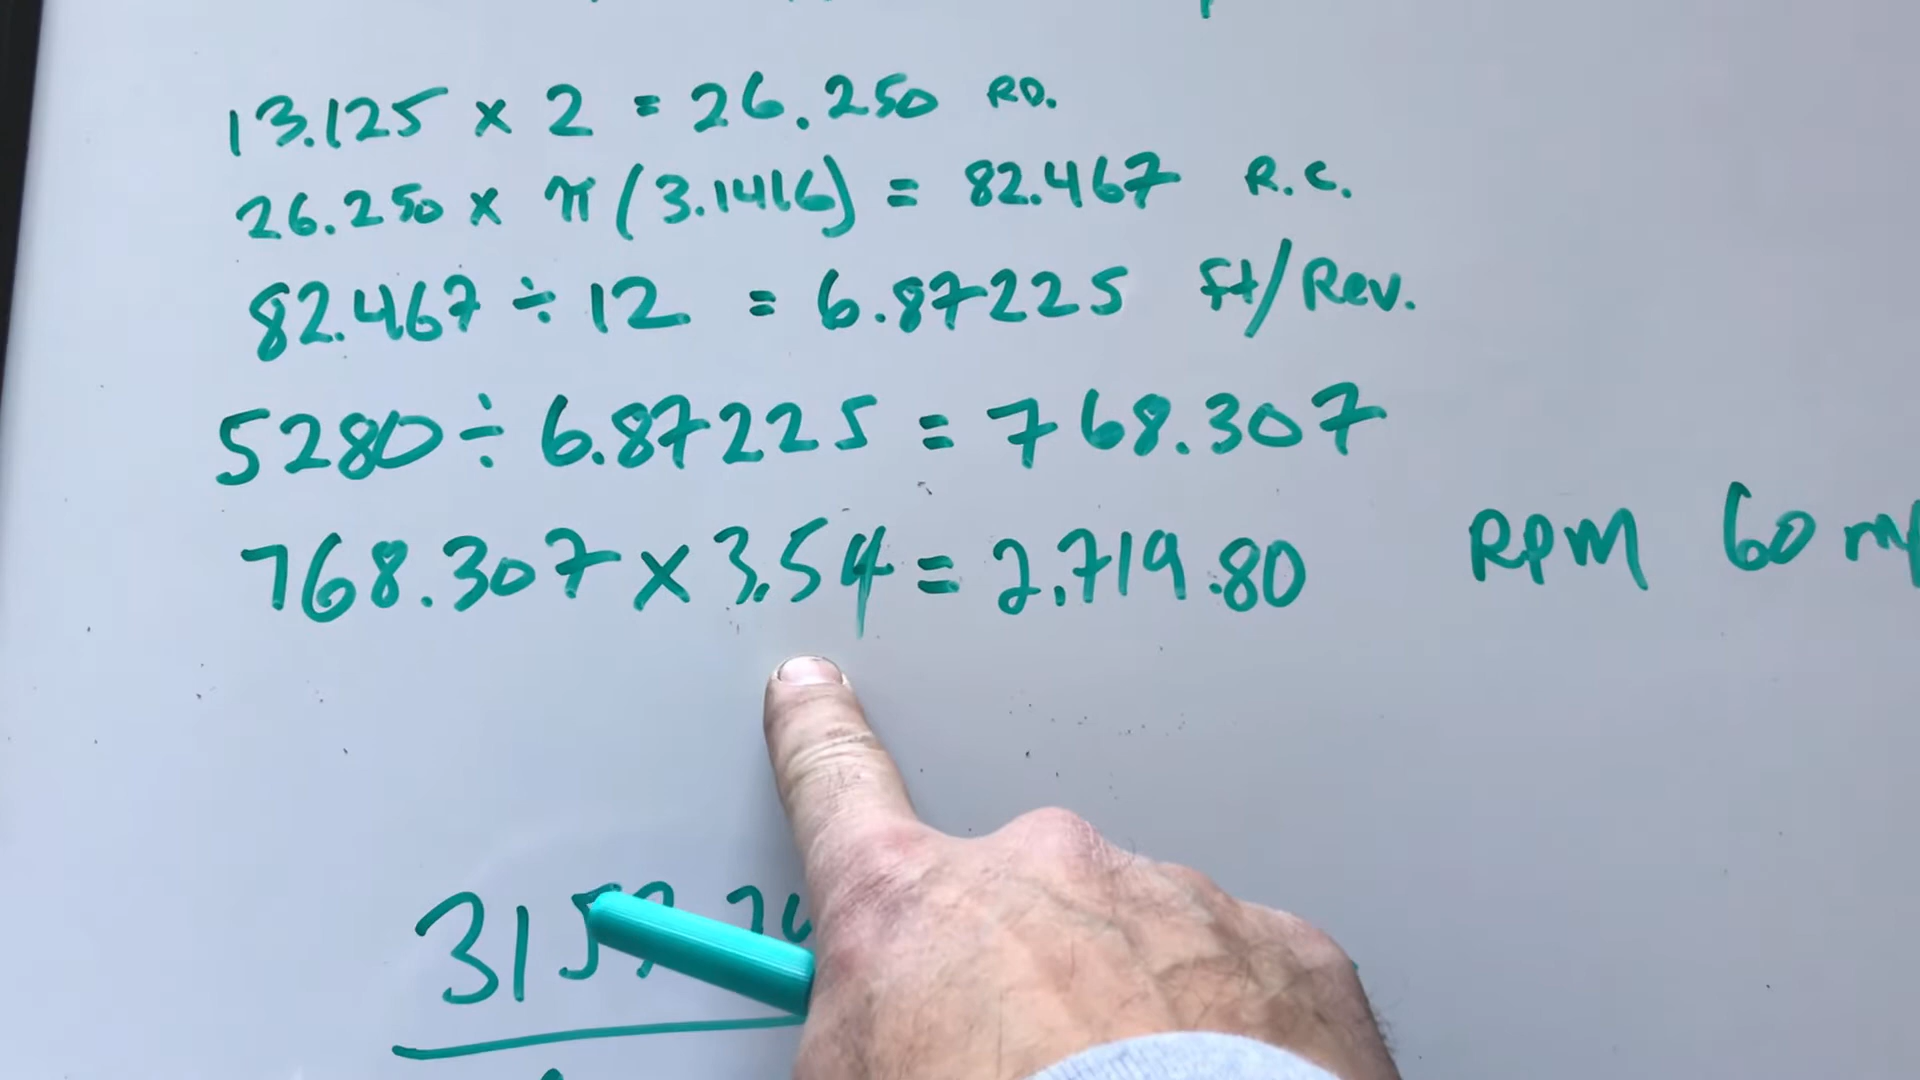 13.125 x 2 = 26.250 RD.
26.250 x π (3.1416) = 82.467 R.C.
82.467 ÷ 12 = 6.87225 ft/Rev.
5280 ÷ 6.87225 = 768.307
768.307 x 3.54 = 2,719.80 RPM 60